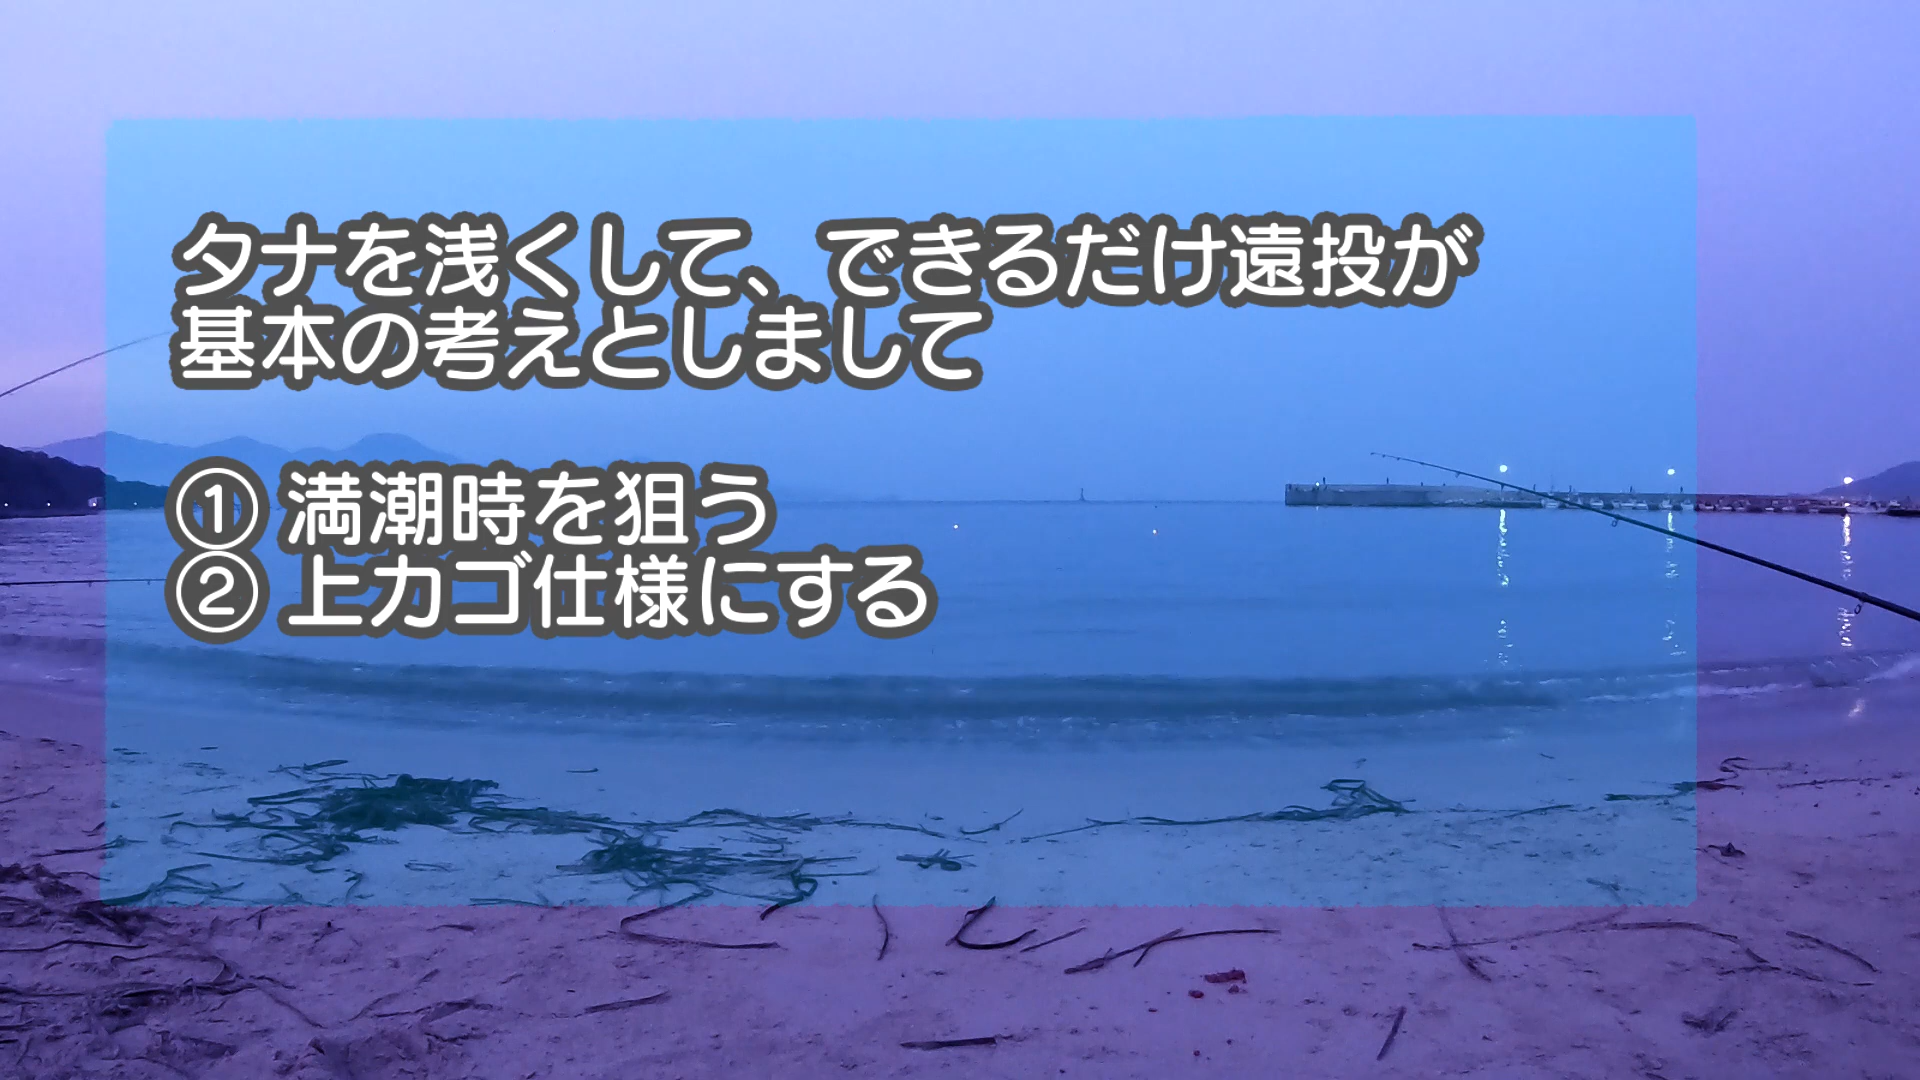 タナを浅くして、できるだけ遠投が
基本の考えとしまして
① 満潮時を狙う
② 上カゴ仕様にする